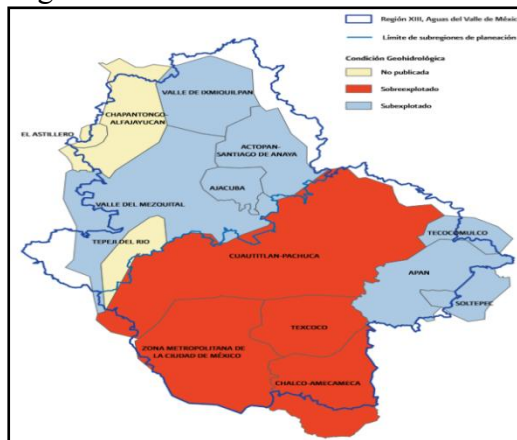 Región XIII, Aguas del Valle de Méxic
Límite de subregiones de planeación
Condición Geohidrológica
No publicada
Sobreexplotado
Subexplotado
VALLE DE IXMIQUILPAN
CHAPANTONGO-
ALFAJAYUCAN
EL ASTILLERO
ACTOPAN-
SANTIAGO DE ANAYA
AJACUBA
VALLE DEL MEZQUITAL
TEPEJI DEL RIO
TECOCOMULCO
CUAUTITLAN-PACHUCA
APAN
SOLTEPEC
TEXCOCO
ZONA METROPOLITANA DE
LA CIUDAD DE MÉXICO
CHALCO-AMECAMECA